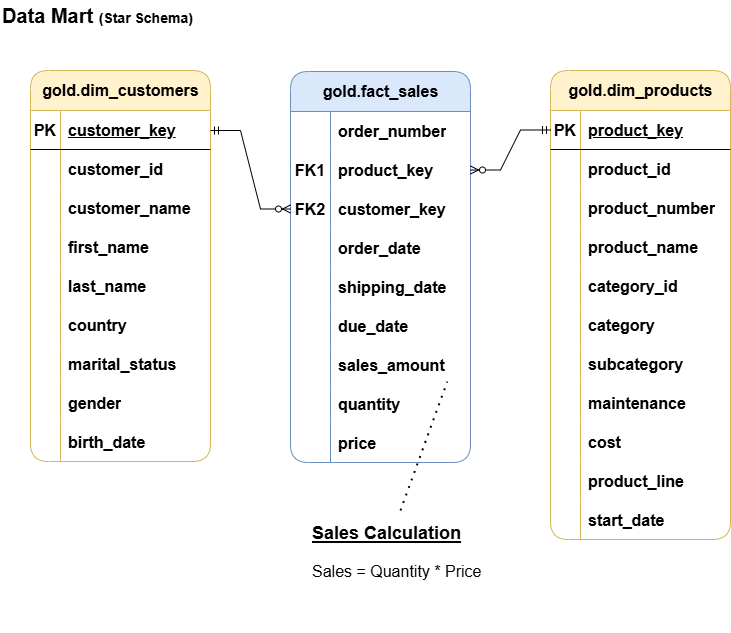 Data Mart (Star Schema)
gold.dim_customers
PK customer_key
customer_id
customer_name
first_name
last_name
country
marital_status
gender
birth_date
gold.fact_sales
order_number
FK1 product_key
FK2 customer_key
order_date
shipping_date
due_date
sales_amount
quantity
price
gold.dim_products
PK product_key
product_id
product_number
product_name
category_id
category
subcategory
maintenance
cost
product_line
start_date
Sales Calculation
Sales = Quantity * Price